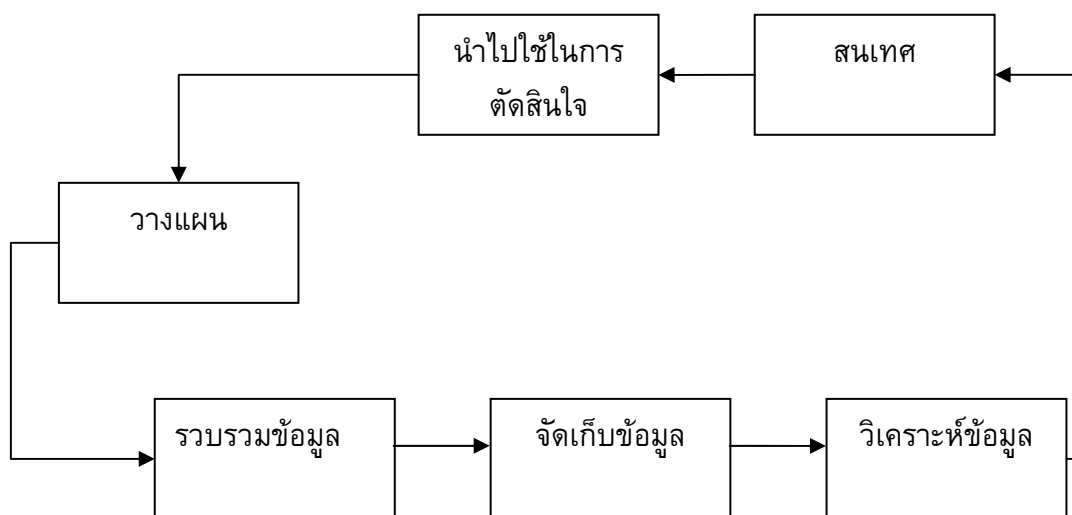 นำไปใช้ในการ
ตัดสินใจ
สนเทศ
วางแผน
รวบรวมข้อมูล
จัดเก็บข้อมูล
วิเคราะห์ข้อมูล